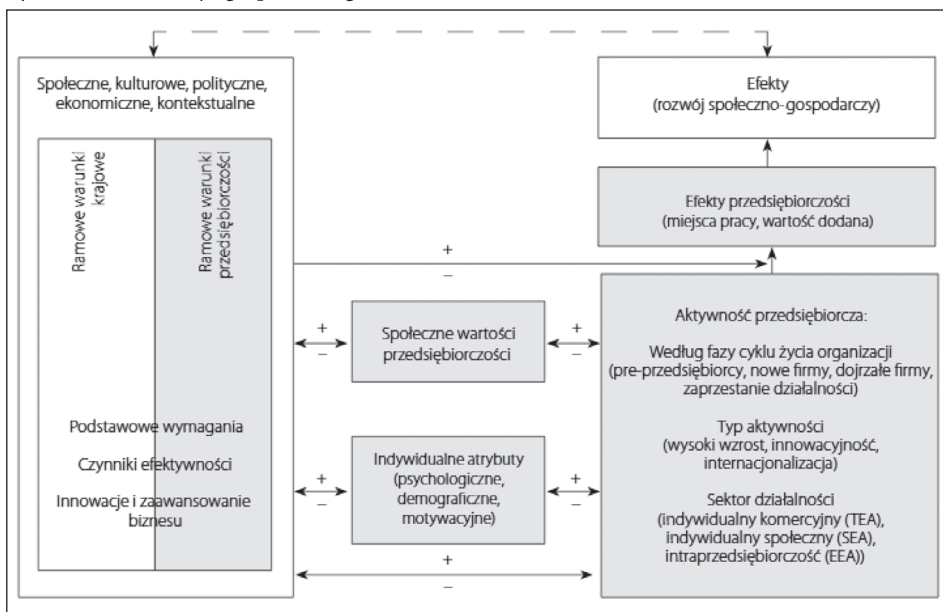 Społeczne, kulturowe, polityczne,
ekonomiczne, kontekstualne
Ramowe warunki
krajowe
Ramowe warunki
przedsiębiorczości
Podstawowe wymagania
Czynniki efektywności
Innowacje i zaawansowanie
biznesu
+
–
+
–
Społeczne wartości
przedsiębiorczości
+
–
+
–
Indywidualne atrybuty
(psychologiczne,
demograficzne,
motywacyjne)
+
–
+
–
Efekty
(rozwój społeczno-gospodarczy)
Efekty przedsiębiorczości
(miejsca pracy, wartość dodana)
Aktywność przedsiębiorcza:
Według fazy cyklu życia organizacji
(pre-przedsiębiorcy, nowe firmy, dojrzałe firmy,
zaprzestanie działalności)
Typ aktywności
(wysoki wzrost, innowacyjność,
internacjonalizacja)
Sektor działalności
(indywidualny komercyjny (TEA),
indywidualny społeczny (SEA),
intraprzedsiębiorczość (EEA))